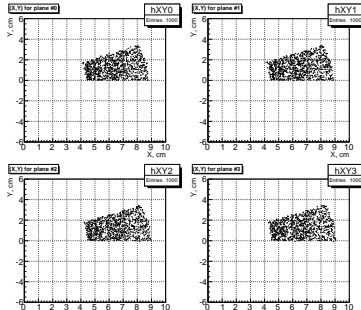 (X,Y) for plane #0
hXY0
Entries 1000
Y, cm
6
4
2
0
-2
-4
-6
0 1 2 3 4 5 6 7 8 9 10
X, cm
(X,Y) for plane #1
hXY1
Entries 1000
Y, cm
6
4
2
0
-2
-4
-6
0 1 2 3 4 5 6 7 8 9 10
X, cm
(X,Y) for plane #2
hXY2
Entries 1000
Y, cm
6
4
2
0
-2
-4
-6
0 1 2 3 4 5 6 7 8 9 10
(X,Y) for plane #3
hXY3
Entries 1000
Y, cm
6
4
2
0
-2
-4
-6
0 1 2 3 4 5 6 7 8 9 10